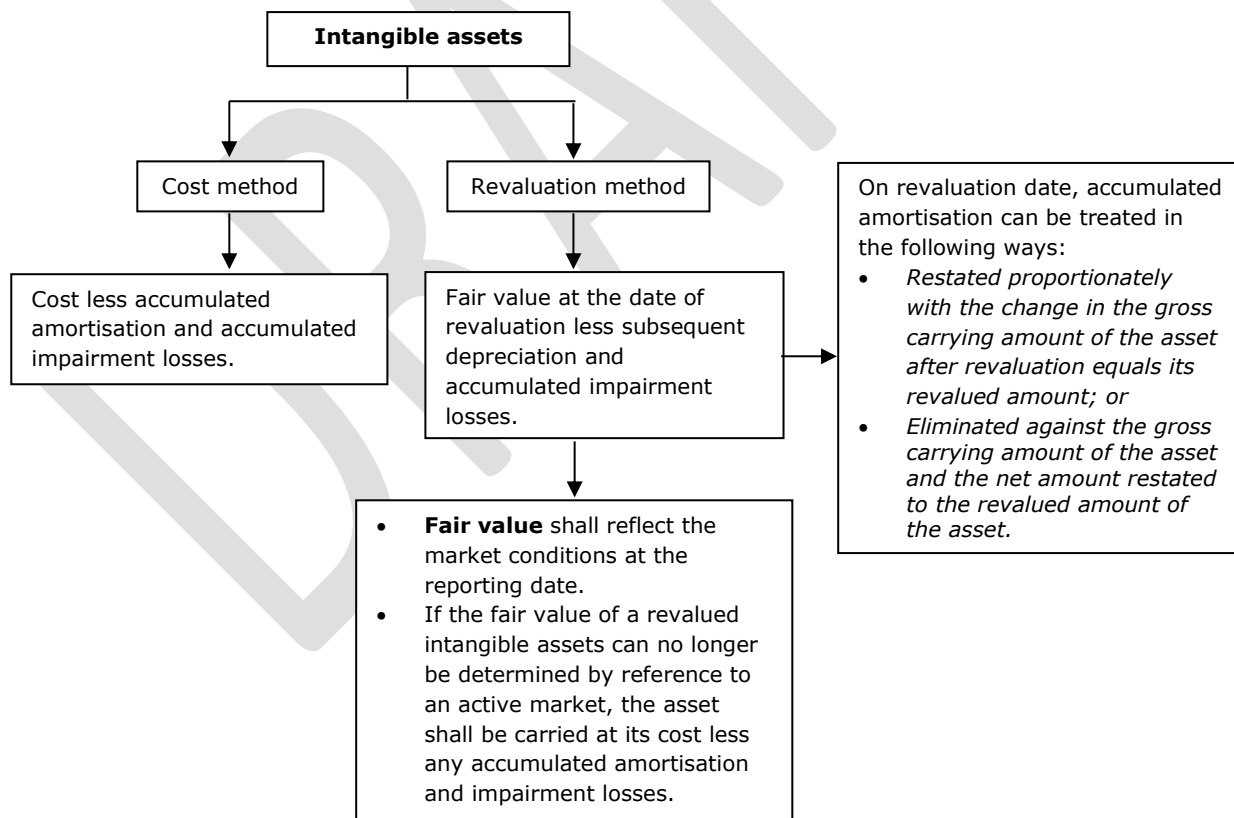 Intangible assets
Cost method
Revaluation method
Cost less accumulated
amortisation and accumulated
impairment losses.
Fair value at the date of
revaluation less subsequent
depreciation and
accumulated impairment
losses.
On revaluation date, accumulated
amortisation can be treated in
the following ways:
• Restated proportionately
with the change in the gross
carrying amount of the asset
after revaluation equals its
revalued amount; or
• Eliminated against the gross
carrying amount of the asset
and the net amount restated
to the revalued amount of
the asset.
• Fair value shall reflect the
market conditions at the
reporting date.
• If the fair value of a revalued
intangible assets can no longer
be determined by reference to
an active market, the asset
shall be carried at its cost less
any accumulated amortisation
and impairment losses.